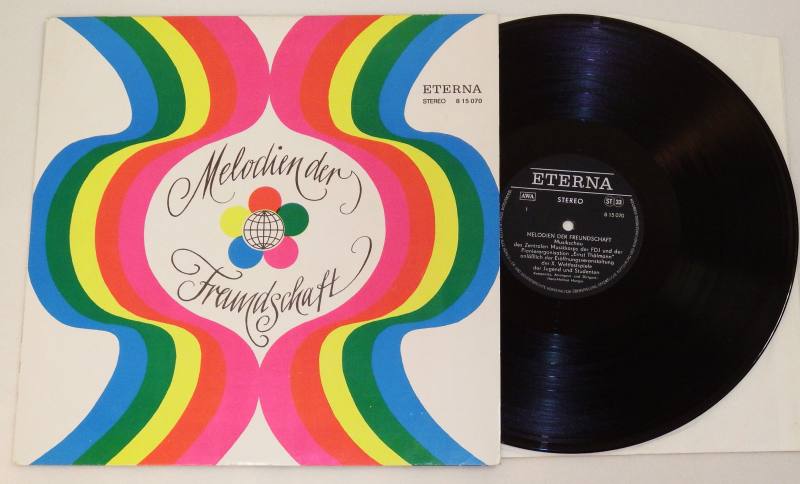 ETERNA
STEREO 8 15 070
Melodien der
Freundschaft
ETERNA
AWA
STEREO
ST 33
I
8 15 070
MELODIEN DER FREUNDSCHAFT
Musikschau
des Zentralen Musikkorps der FDJ und der
Pionierorganisation „Ernst Thälmann"
anläßlich der Eröffnungsveranstaltung
der X. Weltfestspiele
der Jugend und Studenten